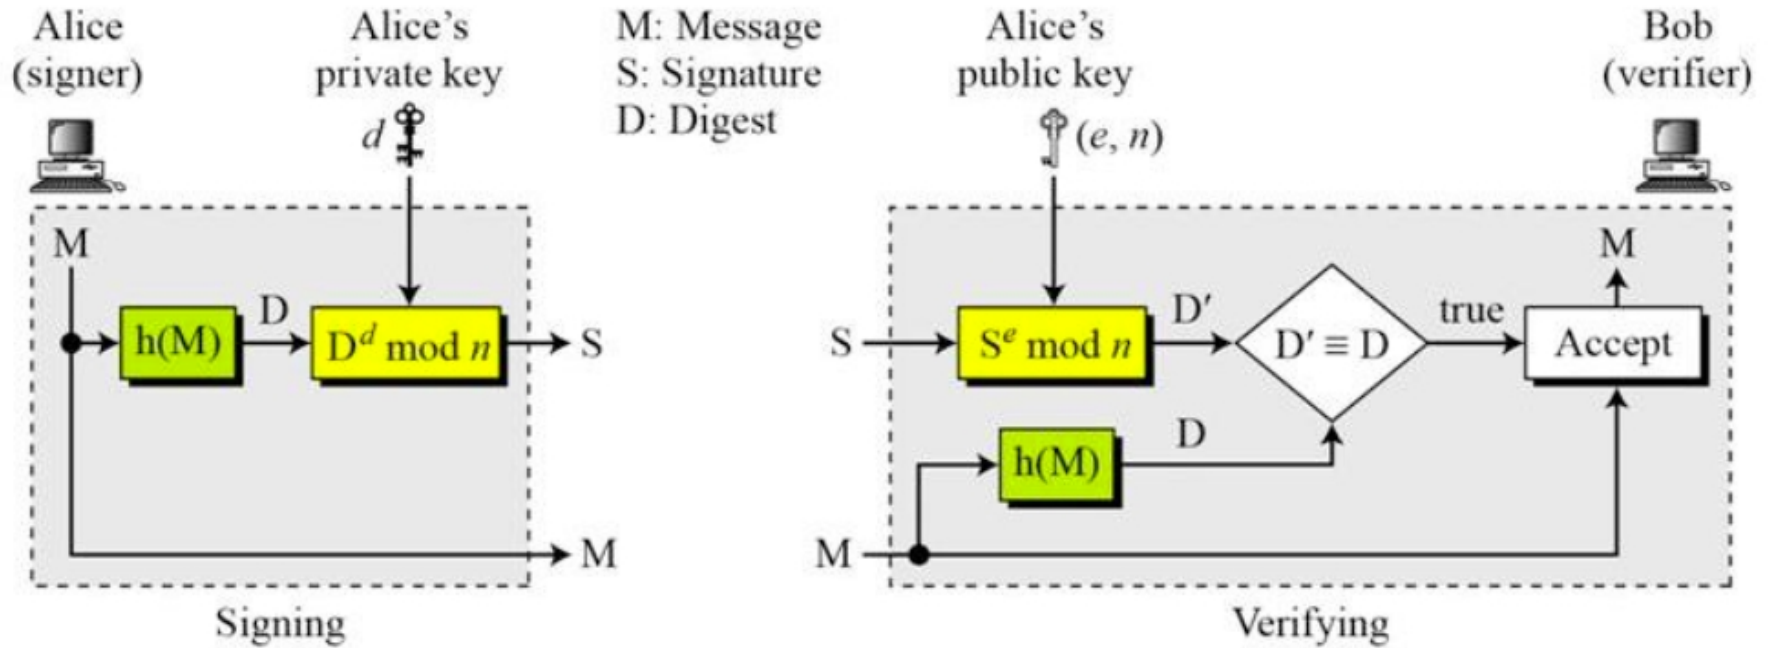 Alice
(signer)
Alice’s
private key
d
M: Message
S: Signature
D: Digest
Alice’s
public key
(e, n)
Bob
(verifier)
M
h(M)
D
D^d mod n
S
M
Signing
S
S^e mod n
D′
D′ ≡ D
true
Accept
M
h(M)
D
M
Verifying